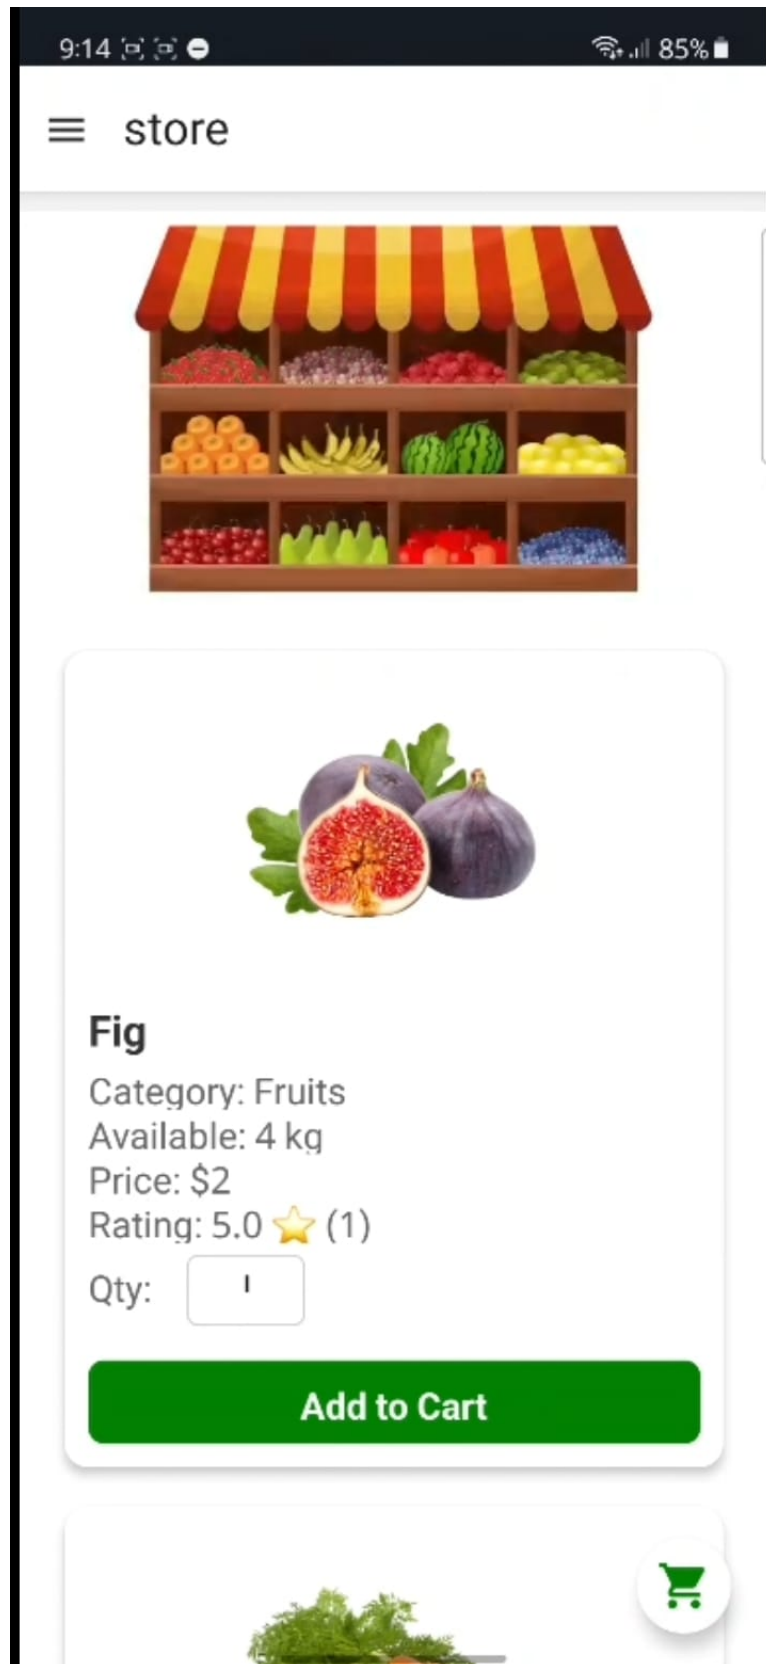 9:14 85%
store
Fig
Category: Fruits
Available: 4 kg
Price: $2
Rating: 5.0 ⭐ (1)
Qty:
Add to Cart